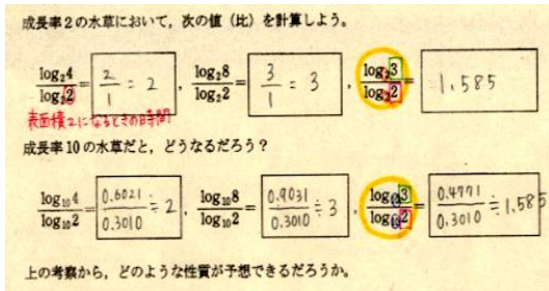 成長率2の水草において，次の値（比）を計算しよう。
log₂4/log₂2 = 2/1 = 2 , log₂8/log₂2 = 3/1 = 3 , log₂3/log₂2 = 1.585
表面積2になるときの時間
成長率10の水草だと，どうなるだろう？
log₁₀4/log₁₀2 = 0.6021/0.3010 ≒ 2 , log₁₀8/log₁₀2 = 0.9031/0.3010 ≒ 3 , log₁₀3/log₁₀2 = 0.4771/0.3010 ≒ 1.585
上の考察から，どのような性質が予想できるだろうか。